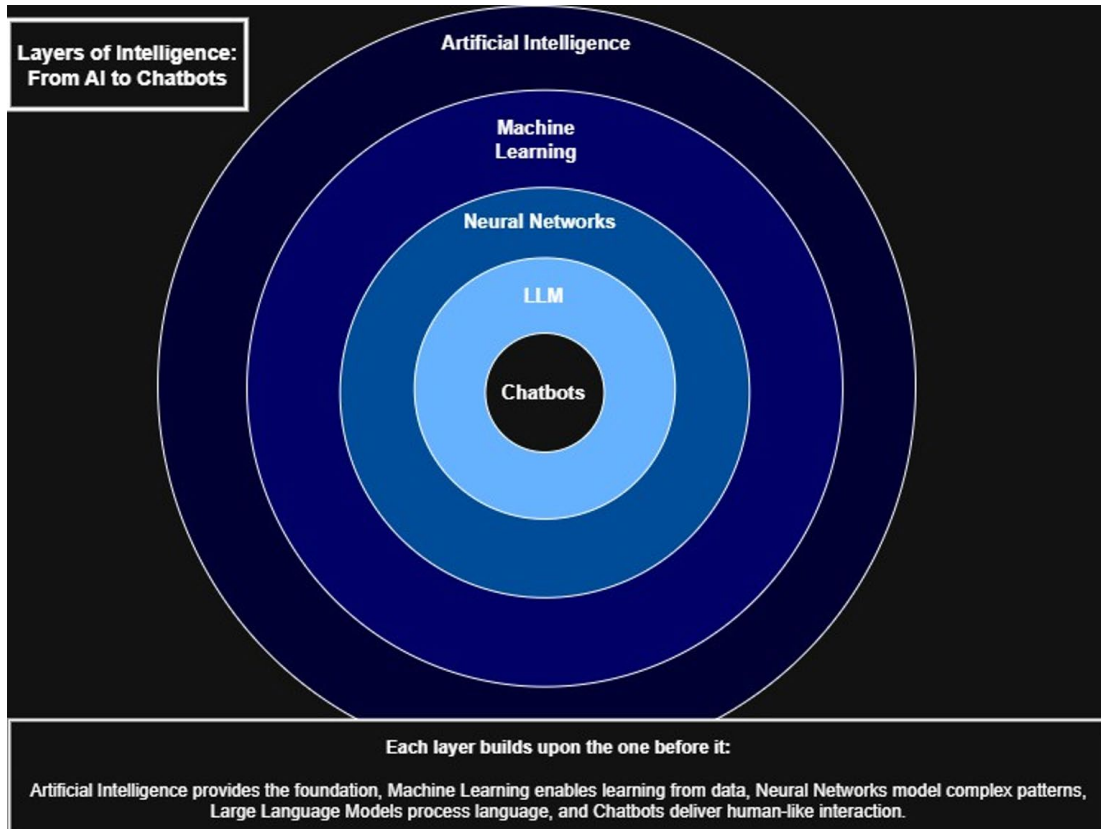 Layers of Intelligence:
From AI to Chatbots
Artificial Intelligence
Machine
Learning
Neural Networks
LLM
Chatbots
Each layer builds upon the one before it:
Artificial Intelligence provides the foundation, Machine Learning enables learning from data, Neural Networks model complex patterns,
Large Language Models process language, and Chatbots deliver human-like interaction.